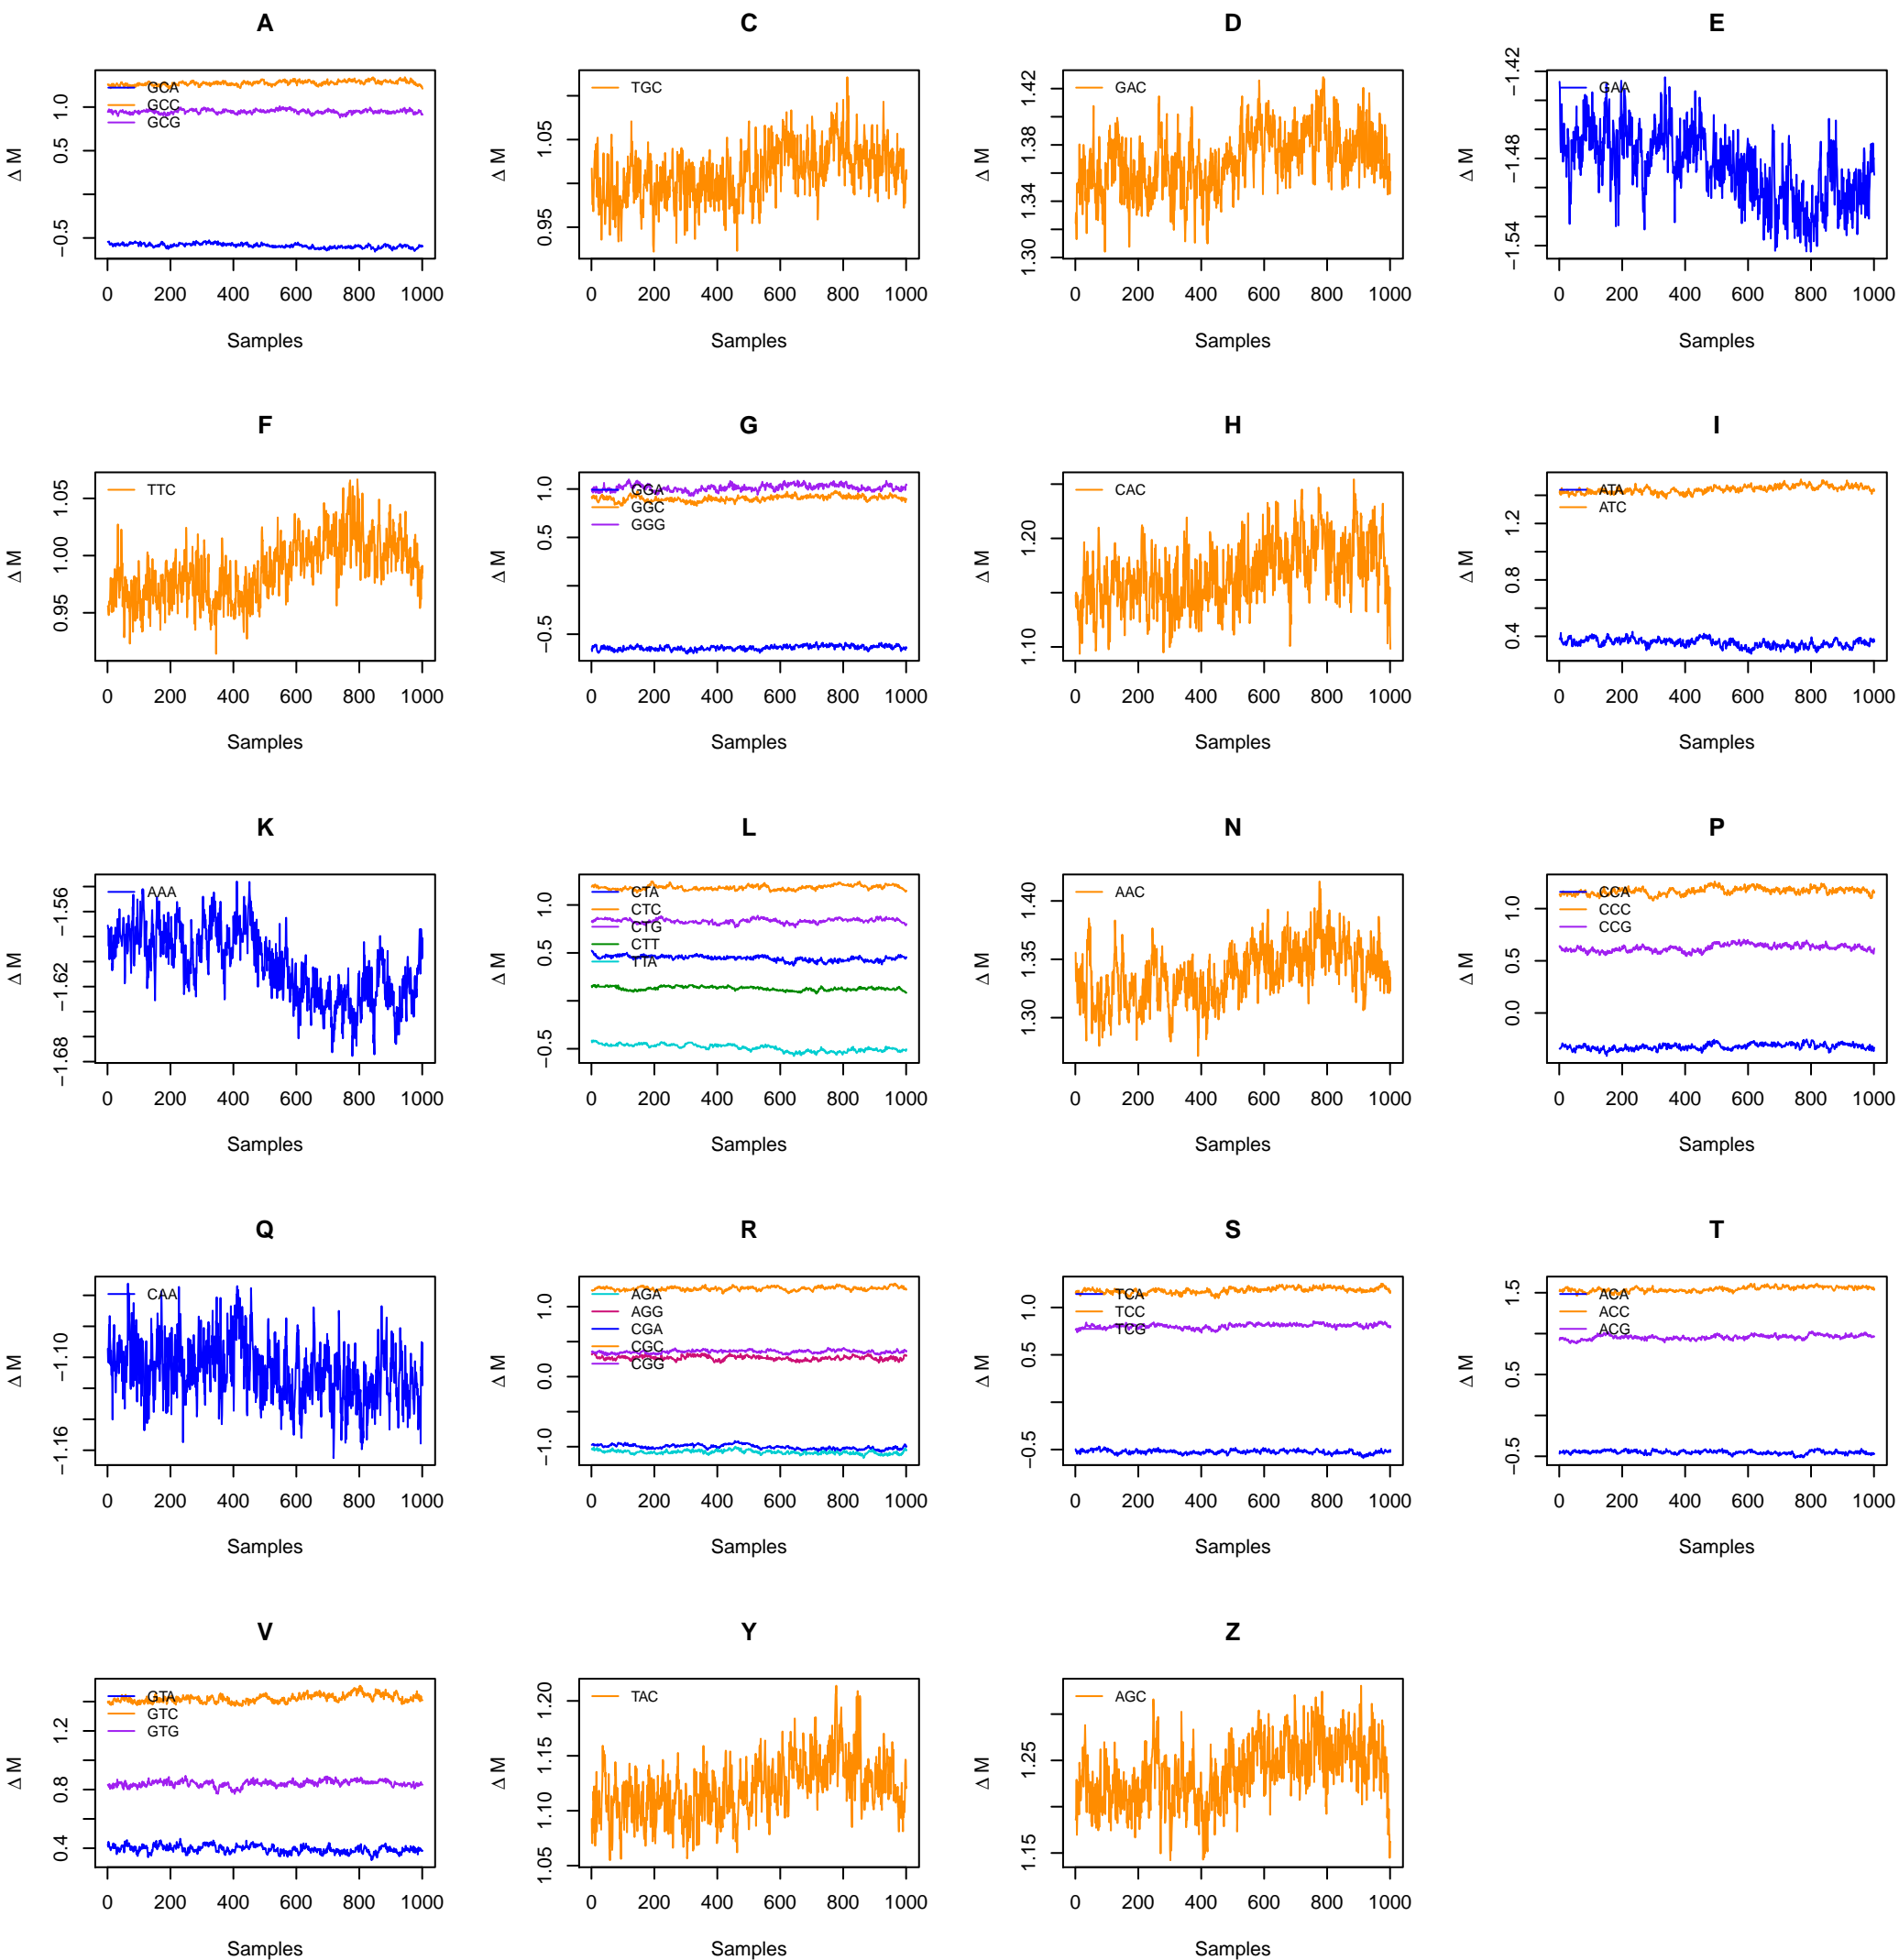 A
C
D
E
Δ M
GCA
GCC
GCG
−0.5 0.5 1.0
0 200 400 600 800 1000
Samples
Δ M
TGC
0.95 1.05
0 200 400 600 800 1000
Samples
Δ M
GAC
1.30 1.34 1.38 1.42
0 200 400 600 800 1000
Samples
Δ M
GAA
−1.54 −1.48 −1.42
0 200 400 600 800 1000
Samples
F
G
H
I
Δ M
TTC
0.95 1.00 1.05
0 200 400 600 800 1000
Samples
Δ M
GGA
GGC
GGG
−0.5 0.5 1.0
0 200 400 600 800 1000
Samples
Δ M
CAC
1.10 1.20
0 200 400 600 800 1000
Samples
Δ M
ATA
ATC
0.4 0.8 1.2
0 200 400 600 800 1000
Samples
K
L
N
P
Δ M
AAA
−1.68 −1.62 −1.56
0 200 400 600 800 1000
Samples
Δ M
CTA
CTC
CTG
CTT
TTA
−0.5 0.5 1.0
0 200 400 600 800 1000
Samples
Δ M
AAC
1.30 1.35 1.40
0 200 400 600 800 1000
Samples
Δ M
CCA
CCC
CCG
0.0 0.5 1.0
0 200 400 600 800 1000
Samples
Q
R
S
T
Δ M
CAA
−1.16 −1.10
0 200 400 600 800 1000
Samples
Δ M
AGA
AGG
CGA
CGC
CGG
−1.0 0.0 1.0
0 200 400 600 800 1000
Samples
Δ M
TCA
TCC
TCG
−0.5 0.5 1.0
0 200 400 600 800 1000
Samples
Δ M
ACA
ACC
ACG
−0.5 0.5 1.5
0 200 400 600 800 1000
Samples
V
Y
Z
Δ M
GTA
GTC
GTG
0.4 0.8 1.2
0 200 400 600 800 1000
Samples
Δ M
TAC
1.05 1.10 1.15 1.20
0 200 400 600 800 1000
Samples
Δ M
AGC
1.15 1.25
0 200 400 600 800 1000
Samples